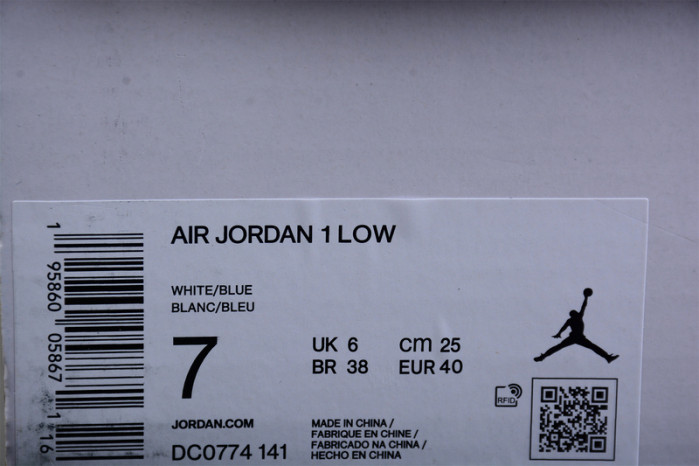 AIR JORDAN 1 LOW
WHITE/BLUE
BLANC/BLEU
7
UK 6
cm 25
BR 38
EUR 40
RFID
JORDAN.COM
DC0774 141
MADE IN CHINA /
FABRIQUE EN CHINE /
FABRICADO NA CHINA /
HECHO EN CHINA
1 95860 05867 1 16